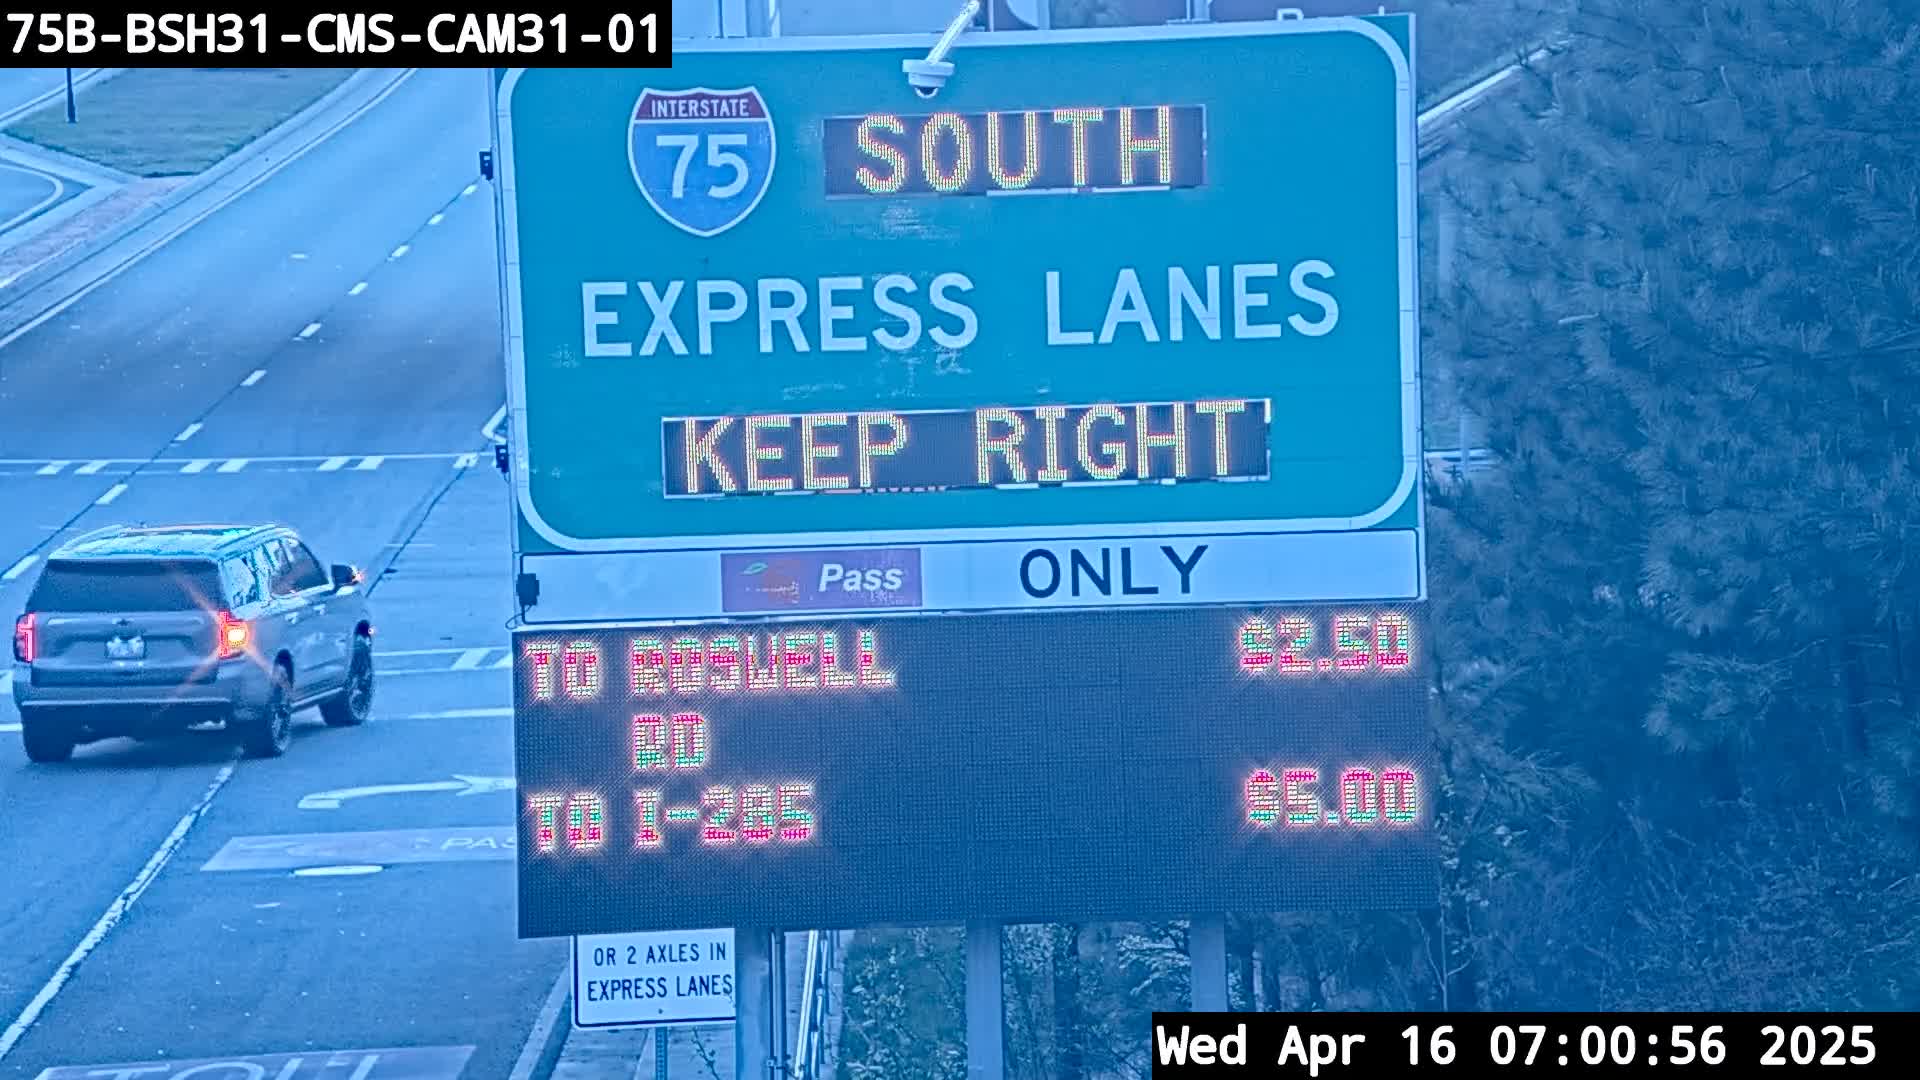 75B-BSH31-CMS-CAM31-01
INTERSTATE
75
SOUTH
EXPRESS LANES
KEEP RIGHT
Pass ONLY
TO ROSWELL $2.50
RD
TO I-285 $5.00
OR 2 AXLES IN
EXPRESS LANES
Wed Apr 16 07:00:56 2025